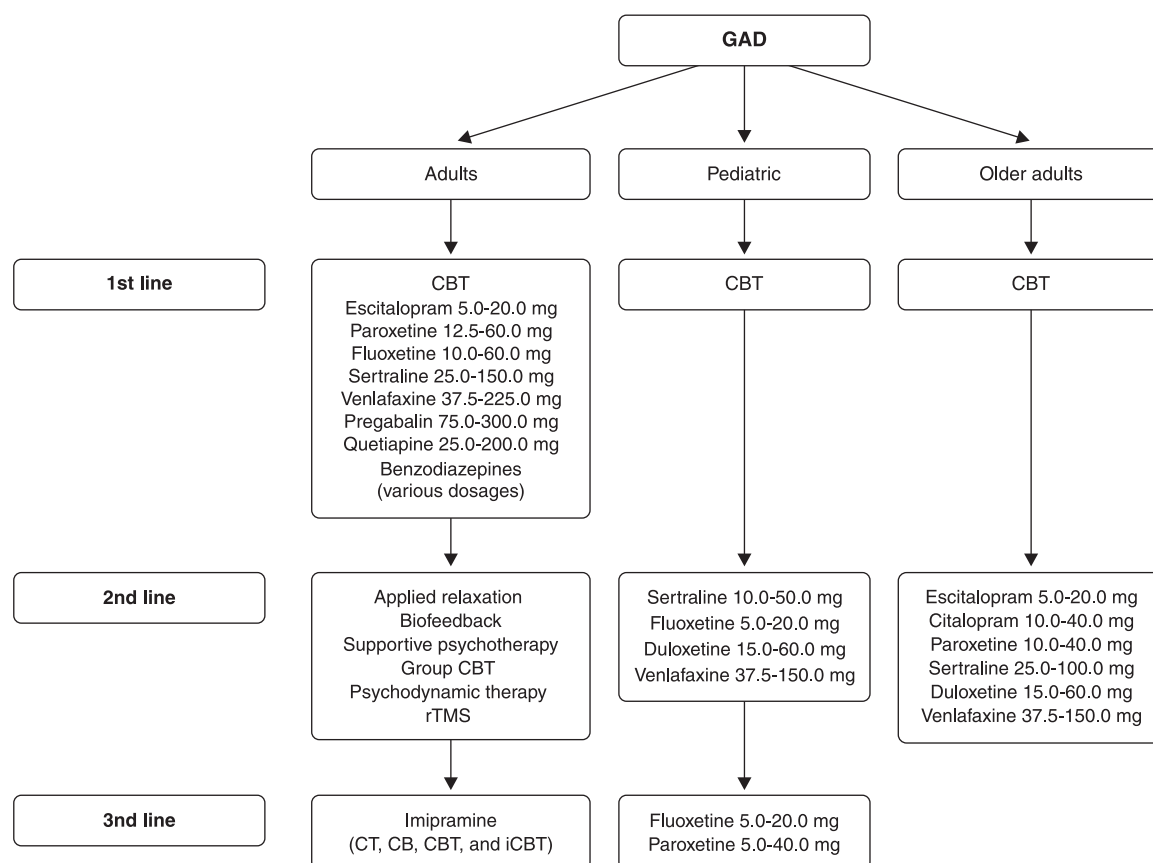 GAD
Adults
Pediatric
Older adults
1st line
CBT
Escitalopram 5.0-20.0 mg
Paroxetine 12.5-60.0 mg
Fluoxetine 10.0-60.0 mg
Sertraline 25.0-150.0 mg
Venlafaxine 37.5-225.0 mg
Pregabalin 75.0-300.0 mg
Quetiapine 25.0-200.0 mg
Benzodiazepines
(various dosages)
CBT
CBT
2nd line
Applied relaxation
Biofeedback
Supportive psychotherapy
Group CBT
Psychodynamic therapy
rTMS
Sertraline 10.0-50.0 mg
Fluoxetine 5.0-20.0 mg
Duloxetine 15.0-60.0 mg
Venlafaxine 37.5-150.0 mg
Escitalopram 5.0-20.0 mg
Citalopram 10.0-40.0 mg
Paroxetine 10.0-40.0 mg
Sertraline 25.0-100.0 mg
Duloxetine 15.0-60.0 mg
Venlafaxine 37.5-150.0 mg
3rd line
Imipramine
(CT, CB, CBT, and iCBT)
Fluoxetine 5.0-20.0 mg
Paroxetine 5.0-40.0 mg